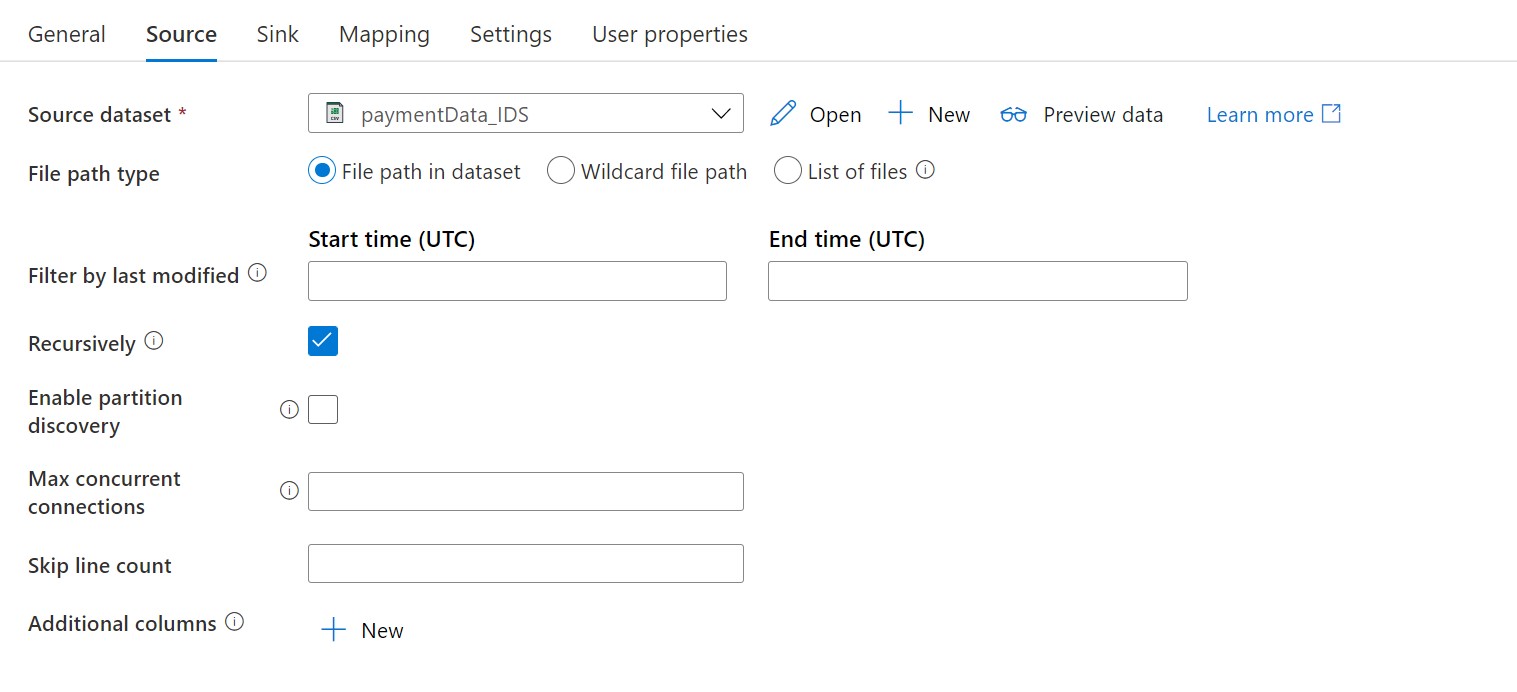 General Source Sink Mapping Settings User properties
Source dataset * paymentData_IDS Open New Preview data Learn more
File path type File path in dataset Wildcard file path List of files
Start time (UTC) End time (UTC)
Filter by last modified
Recursively
Enable partition
discovery
Max concurrent
connections
Skip line count
Additional columns New